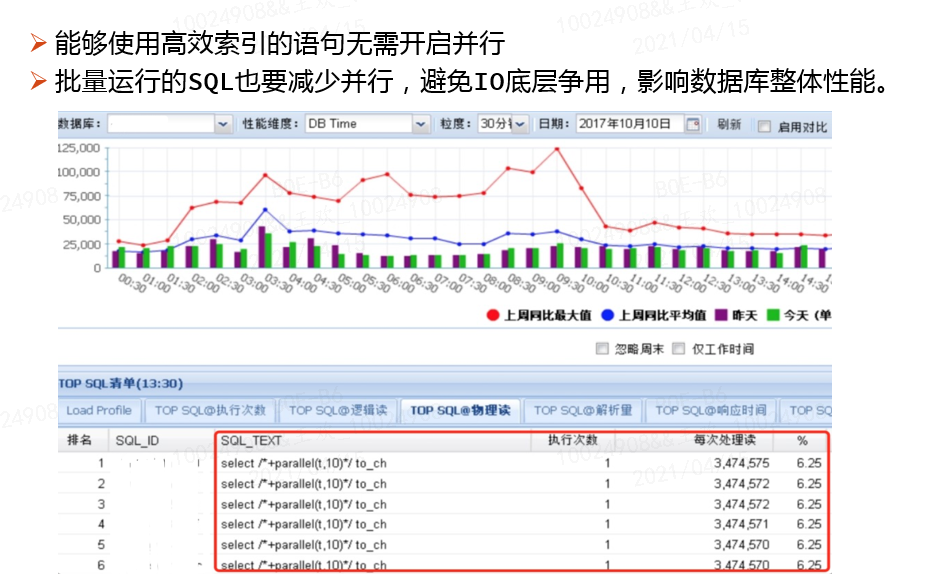 能够使用高效索引的语句无需开启并行
批量运行的SQL也要减少并行，避免IO底层争用，影响数据库整体性能。
数据库： 性能维度： DB Time 粒度： 30分 日期： 2017年10月10日 刷新 启用对比
125,000
100,000
75,000
50,000
25,000
0
00:30 01:00 01:30 02:00 02:30 03:00 03:30 04:00 04:30 05:00 05:30 06:00 06:30 07:00 07:30 08:00 08:30 09:00 09:30 10:00 10:30 11:00 11:30 12:00 12:30 13:00 13:30 14:00 14:30
上周同比最大值 上周同比平均值 昨天 今天（单
忽略周末 仅工作时间
TOP SQL清单(13:30)
Load Profile TOP SQL@执行次数 TOP SQL@逻辑读 TOP SQL@物理读 TOP SQL@解析量 TOP SQL@响应时间 TOP SQ
排名 SQL_ID SQL_TEXT 执行次数 每次处理读 %
1 select /*+parallel(t,10)*/ to_ch 1 3,474,575 6.25
2 select /*+parallel(t,10)*/ to_ch 1 3,474,572 6.25
3 select /*+parallel(t,10)*/ to_ch 1 3,474,572 6.25
4 select /*+parallel(t,10)*/ to_ch 1 3,474,571 6.25
5 select /*+parallel(t,10)*/ to_ch 1 3,474,570 6.25
6 select /*+parallel(t,10)*/ to_ch 1 3,474,570 6.25